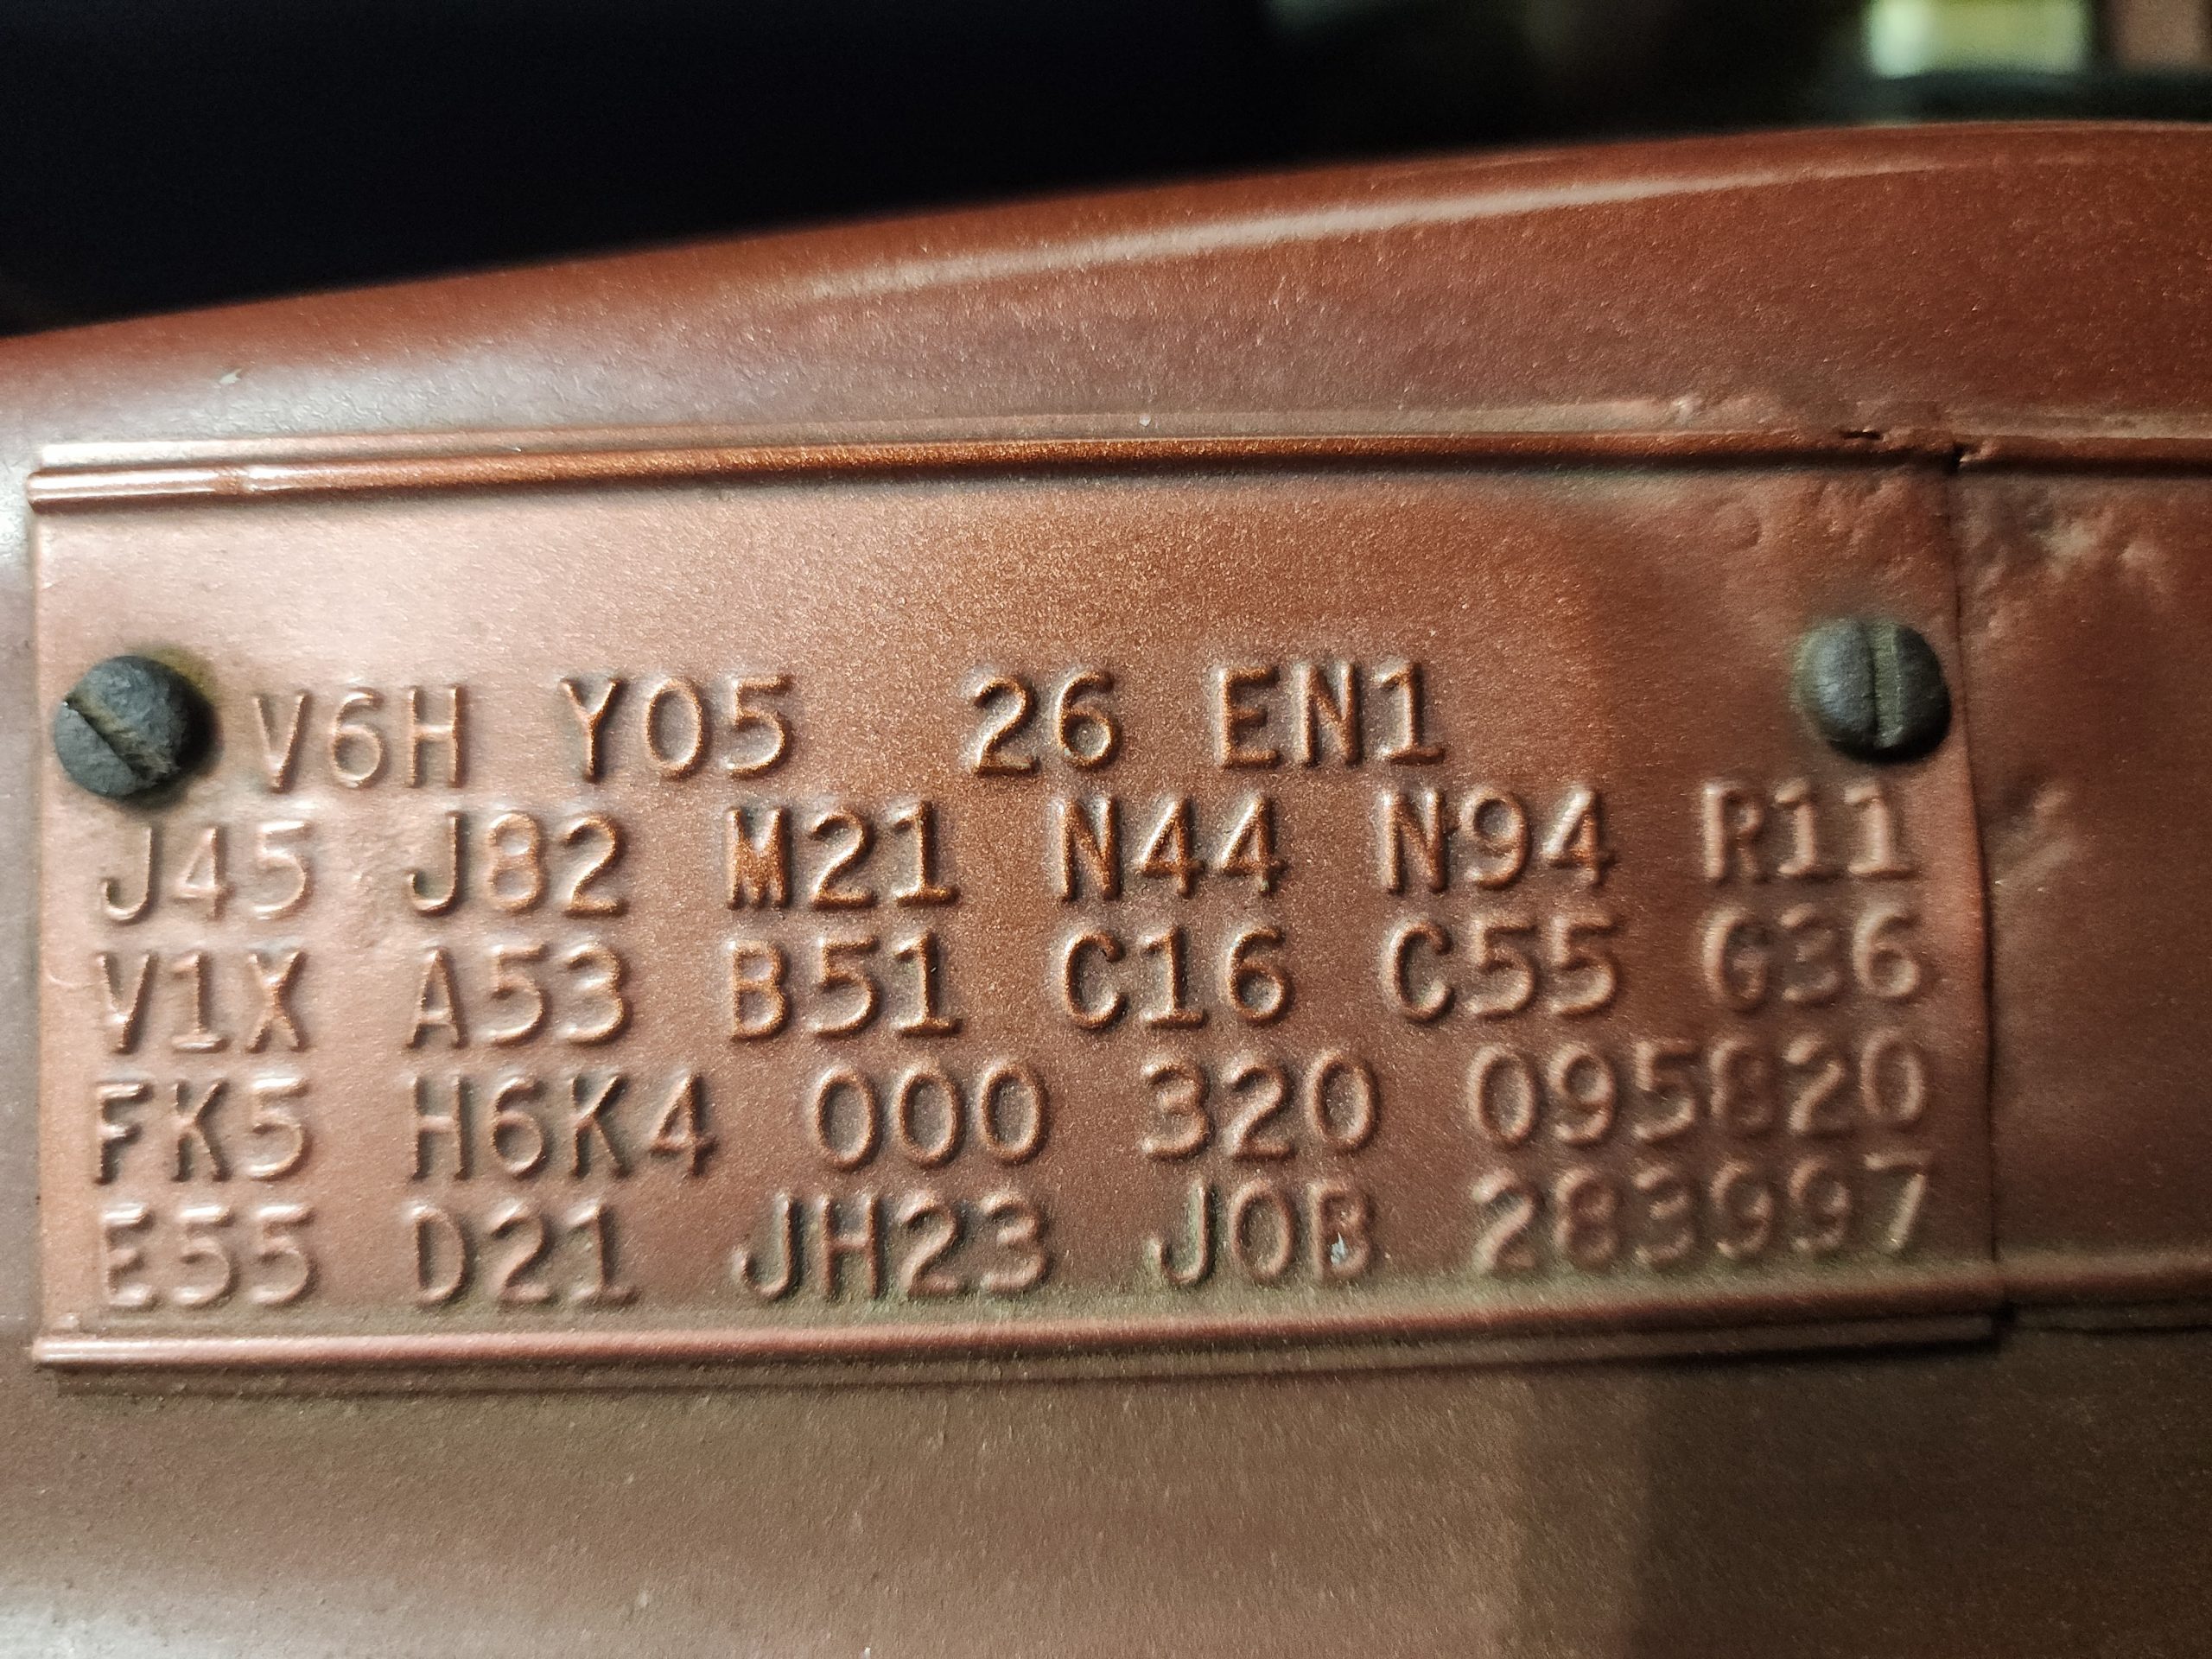 V6H Y05 26 EN1
J45 J82 M21 N44 N94 R11
V1X A53 B51 C16 C55 G36
FK5 H6K4 000 320 095820
E55 D21 JH23 JOB 283997